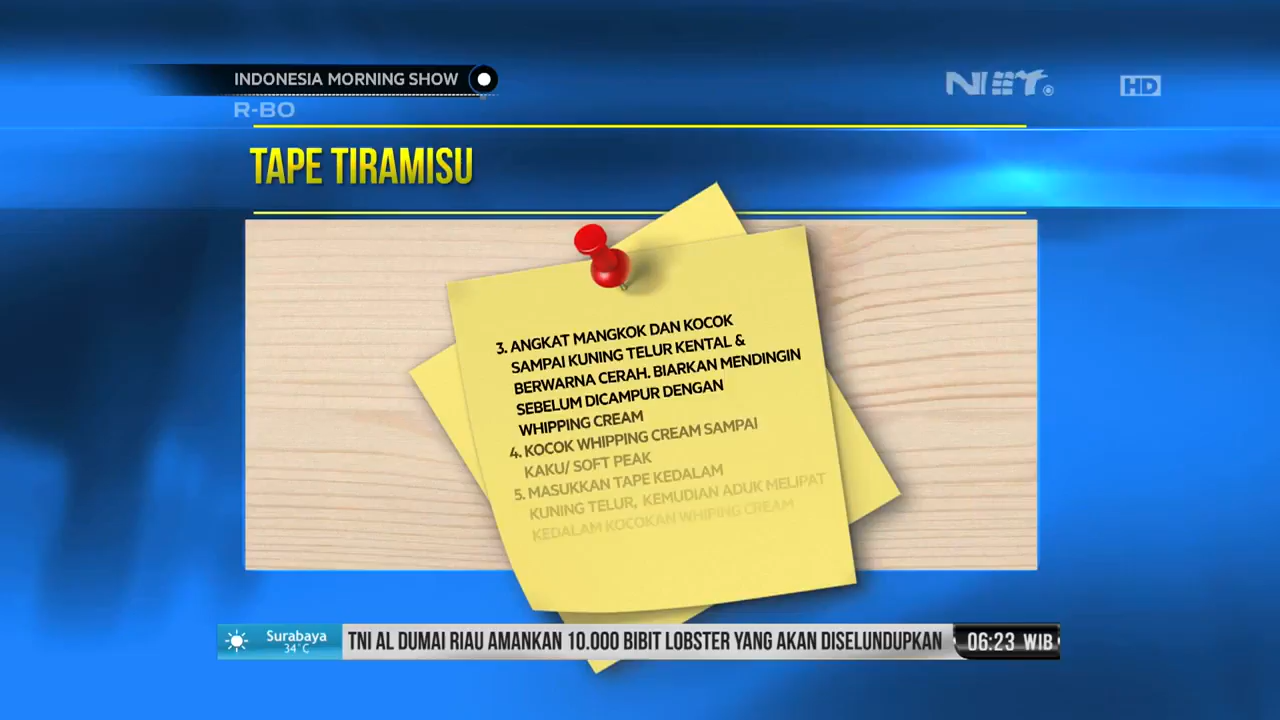 INDONESIA MORNING SHOW
R-BO
NET.
HD
TAPE TIRAMISU
3. ANGKAT MANGKOK DAN KOCOK
SAMPAI KUNING TELUR KENTAL &
BERWARNA CERAH. BIARKAN MENDINGIN
SEBELUM DICAMPUR DENGAN
WHIPPING CREAM
4. KOCOK WHIPPING CREAM SAMPAI
KAKU/ SOFT PEAK
5. MASUKKAN TAPE KEDALAM
KUNING TELUR, KEMUDIAN ADUK MELIPAT
KEDALAM KOCOKAN WHIPING CREAM
Surabaya
34°C
TNI AL DUMAI RIAU AMANKAN 10.000 BIBIT LOBSTER YANG AKAN DISELUNDUPKAN
06:23 WIB